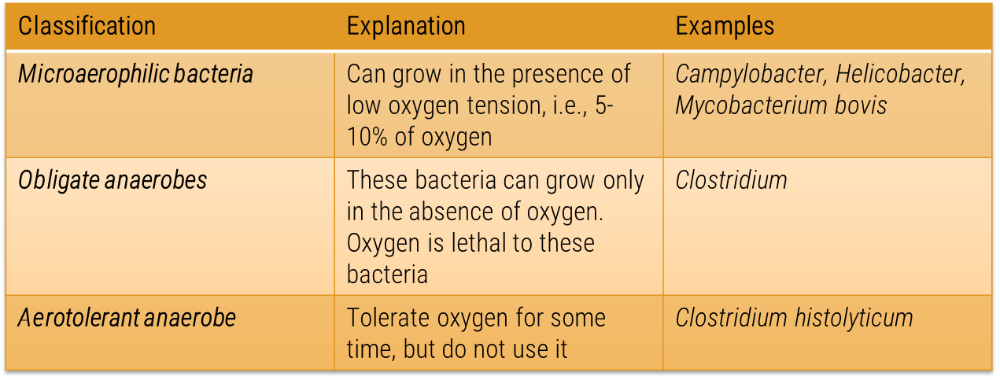 Classification Explanation Examples
Microaerophilic bacteria
Can grow in the presence of
low oxygen tension, i.e., 5-
10% of oxygen
Campylobacter, Helicobacter,
Mycobacterium bovis
Obligate anaerobes
These bacteria can grow only
in the absence of oxygen.
Oxygen is lethal to these
bacteria
Clostridium
Aerotolerant anaerobe
Tolerate oxygen for some
time, but do not use it
Clostridium histolyticum